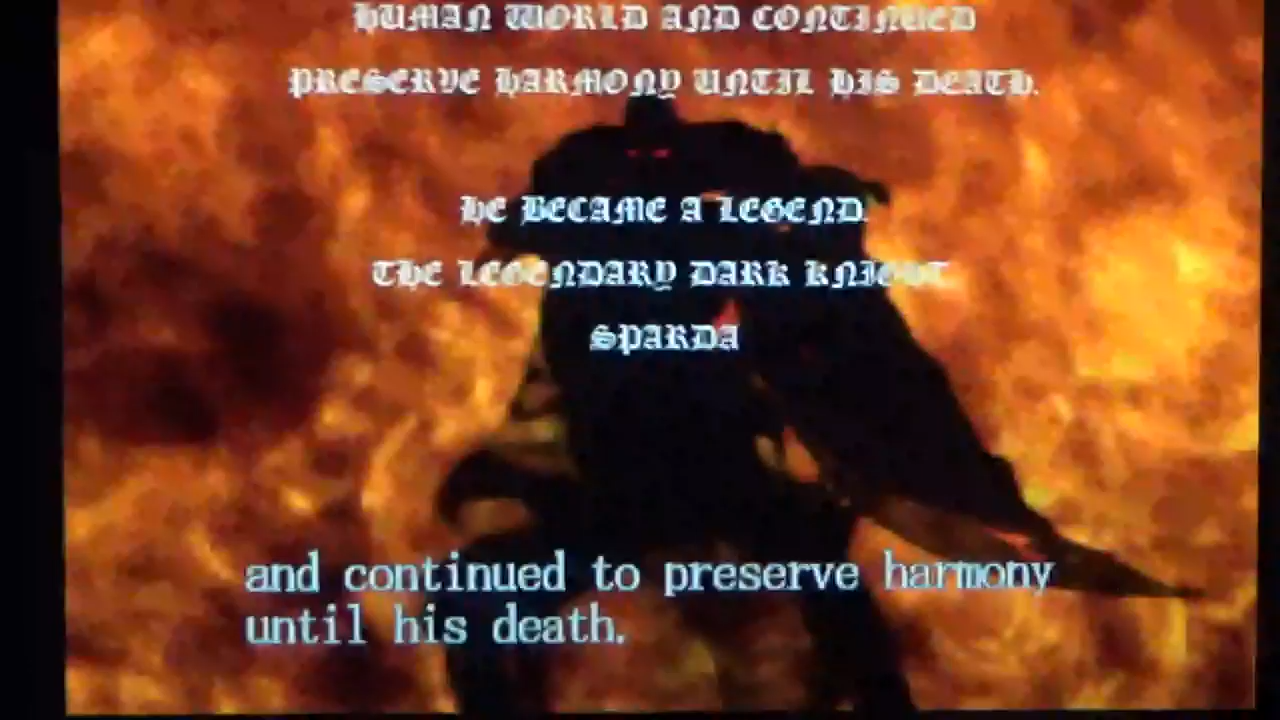 HUMAN WORLD AND CONTINUED
PRESERVE HARMONY UNTIL HIS DEATH.
HE BECAME A LEGEND.
THE LEGENDARY DARK KNIGHT
SPARDA
and continued to preserve harmony
until his death.